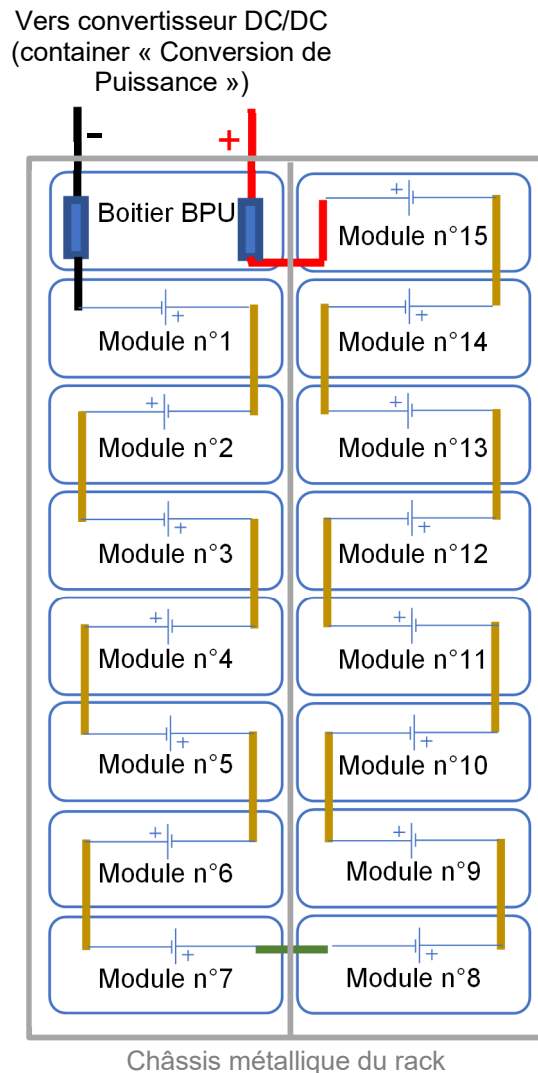 Vers convertisseur DC/DC
(container « Conversion de
Puissance »)
-
+
Boitier BPU
+
Module n°15
+
Module n°1
+
Module n°14
+
Module n°2
+
Module n°13
+
Module n°3
+
Module n°12
+
Module n°4
+
Module n°11
+
Module n°5
+
Module n°10
+
Module n°6
+
Module n°9
+
Module n°7
+
Module n°8
Châssis métallique du rack